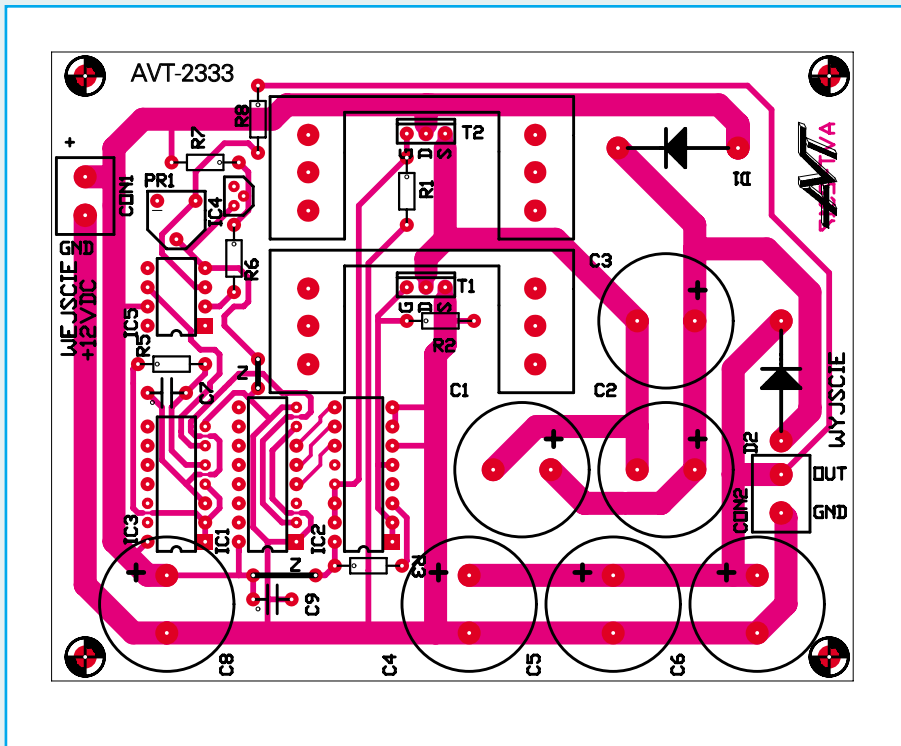 AVT-2333
R8
T2
R7
+
PR1
G D S
D1
AVT
CON1
IC4
R1
GND
R6
C3
+
WEJSCIE
+12VDC
T1
G D S
IC5
R2
R5
N
C7
C1
C2
WYJSCIE
+
+
D2
OUT
CON2
GND
IC3
IC1
IC2
N
R3
+
+
+
+
C9
C8
C4
C5
C6